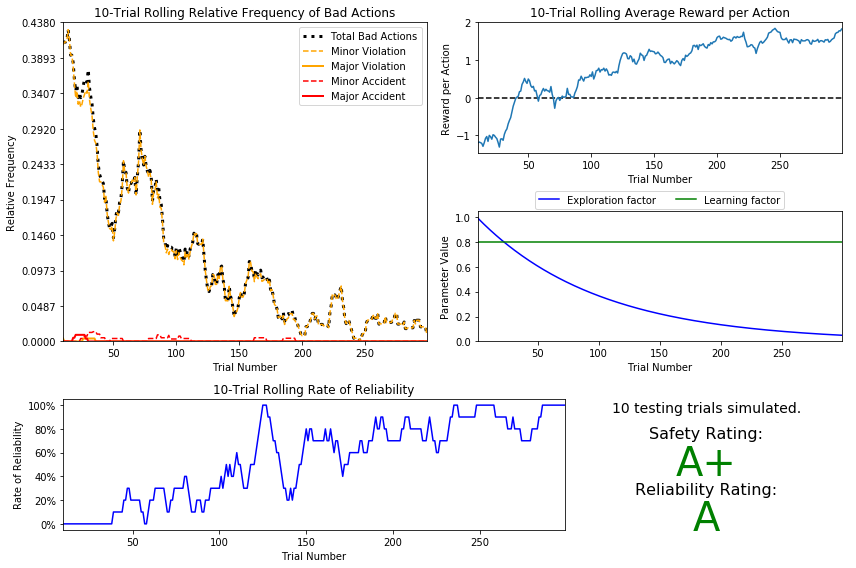 10-Trial Rolling Relative Frequency of Bad Actions
0.4380
0.3893
0.3407
0.2920
0.2433
0.1947
0.1460
0.0973
0.0487
0.0000
Relative Frequency
Total Bad Actions
Minor Violation
Major Violation
Minor Accident
Major Accident
50 100 150 200 250
Trial Number
10-Trial Rolling Average Reward per Action
2
1
0
−1
Reward per Action
50 100 150 200 250
Trial Number
Exploration factor Learning factor
1.0
0.8
0.6
0.4
0.2
0.0
Parameter Value
50 100 150 200 250
Trial Number
10-Trial Rolling Rate of Reliability
100%
80%
60%
40%
20%
0%
Rate of Reliability
50 100 150 200 250
Trial Number
10 testing trials simulated.
Safety Rating:
A+
Reliability Rating:
A